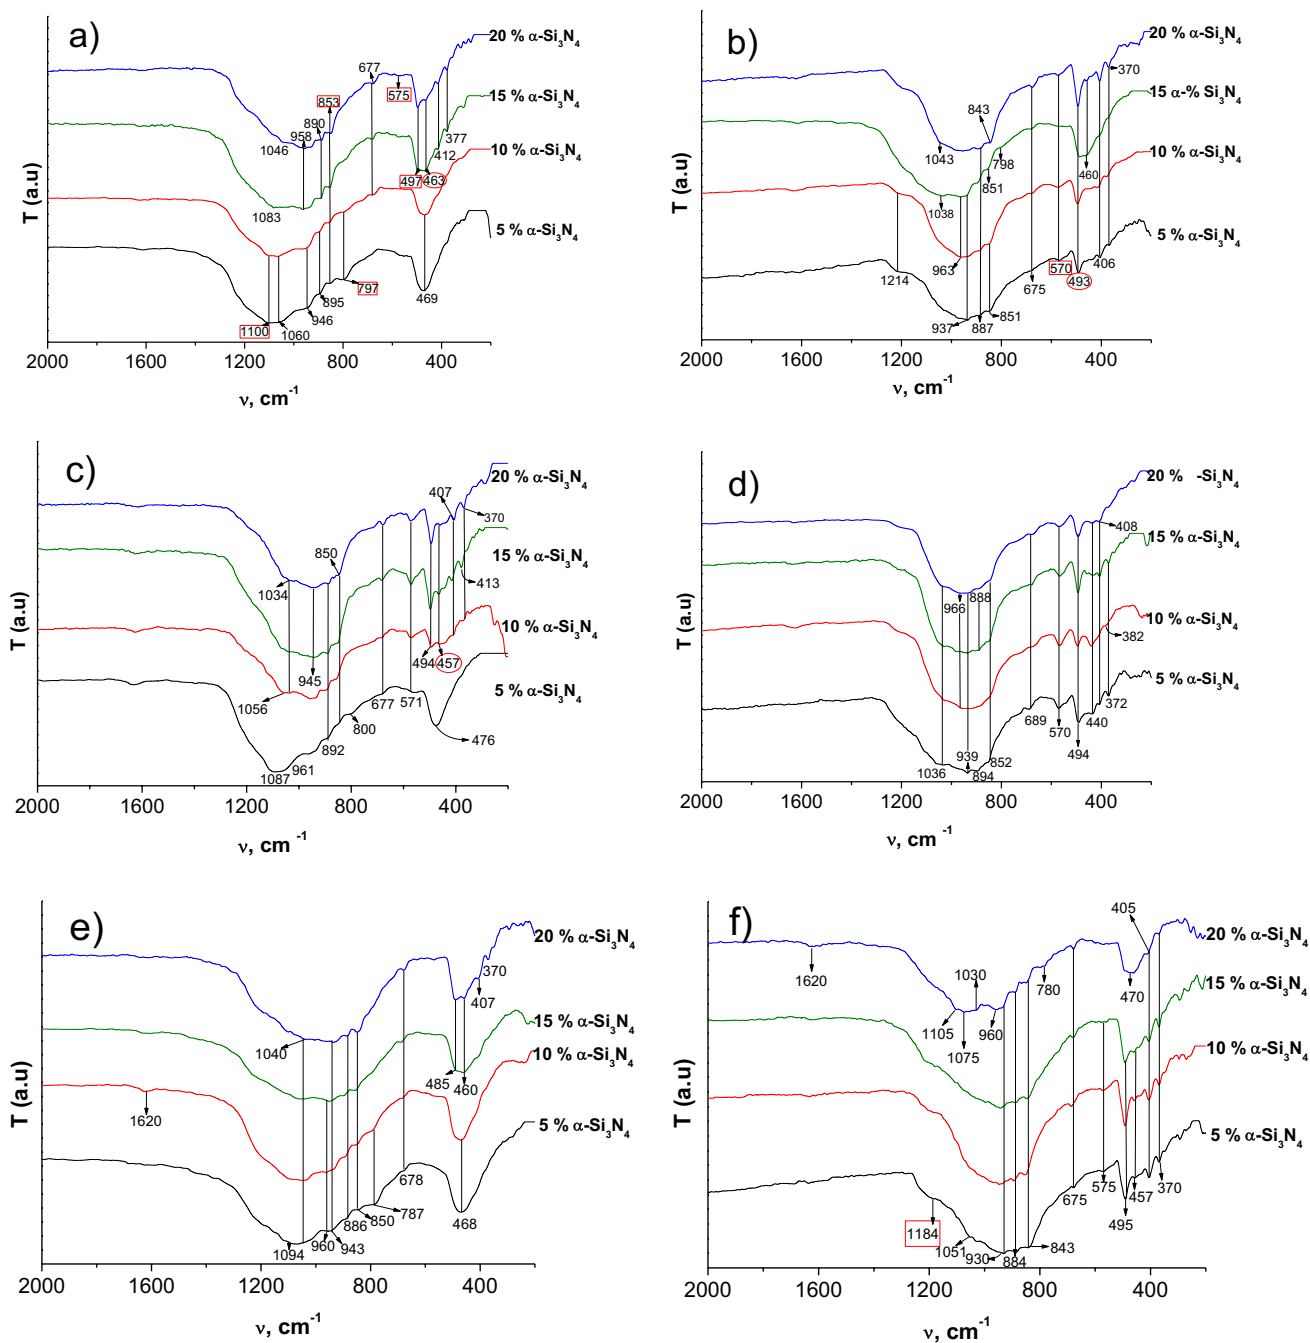 a)
20 % α-Si3N4
677
575
853
15 % α-Si3N4
890
958
1046
377
412
10 % α-Si3N4
497
463
1083
5 % α-Si3N4
895
797
469
946
1060
1100
T (a.u)
2000 1600 1200 800 400
ν, cm-1
b)
20 % α-Si3N4
370
15 α-% Si3N4
843
1043
798
460
10 % α-Si3N4
851
1038
5 % α-Si3N4
963
570
406
1214
675
493
851
937
887
T (a.u)
2000 1600 1200 800 400
ν, cm-1
c)
20 % α-Si3N4
407
370
850
15 % α-Si3N4
413
1034
10 % α-Si3N4
494
457
945
5 % α-Si3N4
677
571
1056
800
476
892
961
1087
T (a.u)
2000 1600 1200 800 400
ν, cm -1
d)
20 % -Si3N4
408
15 % α-Si3N4
888
966
10 % α-Si3N4
382
5 % α-Si3N4
372
440
689
570
494
939
852
1036
894
T (a.u)
2000 1600 1200 800 400
ν, cm -1
e)
20 % α-Si3N4
370
407
15 % α-Si3N4
1040
10 % α-Si3N4
485
460
1620
5 % α-Si3N4
678
787
850
886
468
943
960
1094
T (a.u)
2000 1600 1200 800 400
ν, cm-1
f)
405
20 % α-Si3N4
1030
1620
780
470
15 % α-Si3N4
1105
960
1075
10 % α-Si3N4
5 % α-Si3N4
575
370
675
457
495
1184
1051
843
930
884
T (a.u)
2000 1600 1200 800 400
ν, cm-1